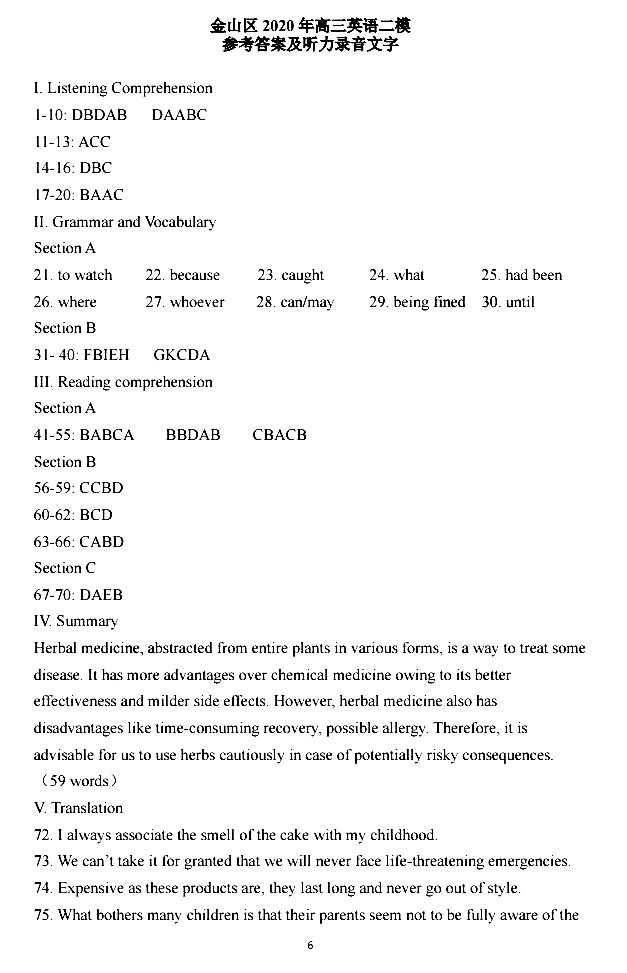 金山区 2020 年高三英语二模
参考答案及听力录音文字
I. Listening Comprehension
1-10: DBDAB DAABC
11-13: ACC
14-16: DBC
17-20: BAAC
II. Grammar and Vocabulary
Section A
21. to watch 22. because 23. caught 24. what 25. had been
26. where 27. whoever 28. can/may 29. being fined 30. until
Section B
31- 40: FBIEH GKCDA
III. Reading comprehension
Section A
41-55: BABCA BBDAB CBACB
Section B
56-59: CCBD
60-62: BCD
63-66: CABD
Section C
67-70: DAEB
IV. Summary
Herbal medicine, abstracted from entire plants in various forms, is a way to treat some
disease. It has more advantages over chemical medicine owing to its better
effectiveness and milder side effects. However, herbal medicine also has
disadvantages like time-consuming recovery, possible allergy. Therefore, it is
advisable for us to use herbs cautiously in case of potentially risky consequences.
（59 words）
V. Translation
72. I always associate the smell of the cake with my childhood.
73. We can’t take it for granted that we will never face life-threatening emergencies.
74. Expensive as these products are, they last long and never go out of style.
75. What bothers many children is that their parents seem not to be fully aware of the
6